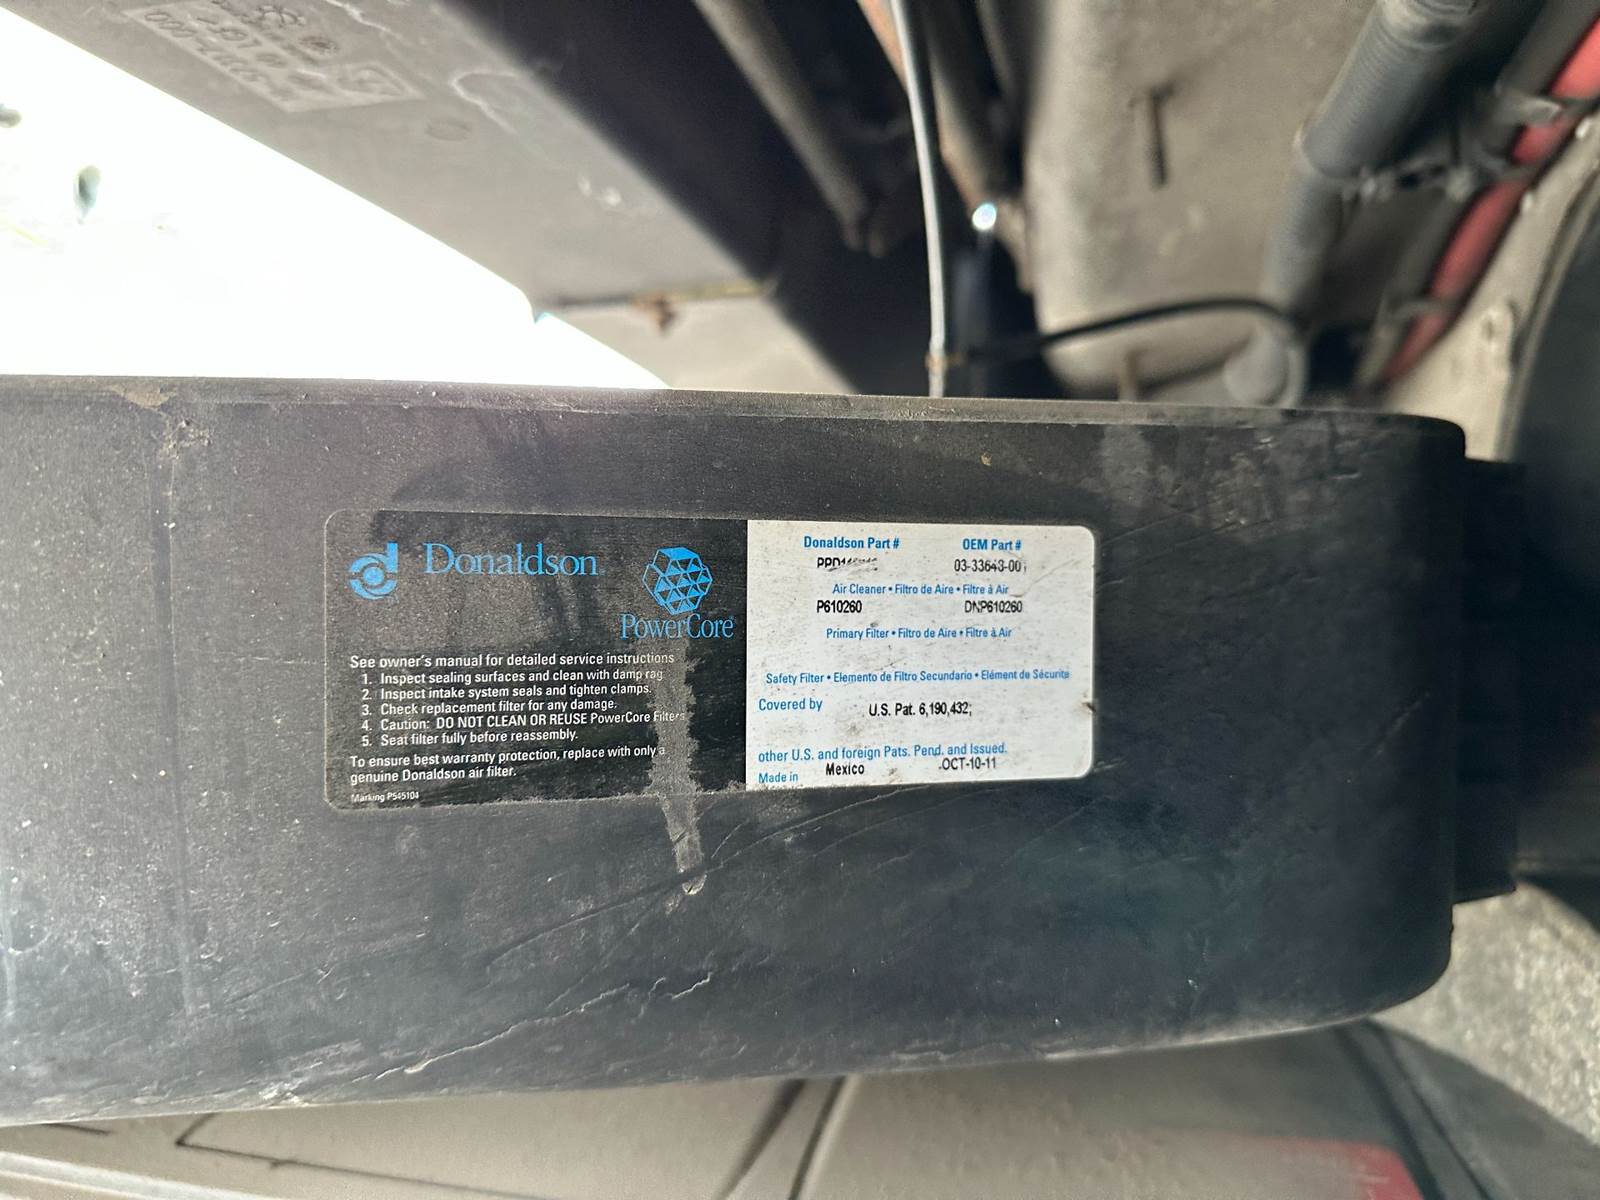 Donaldson
PowerCore
See owner's manual for detailed service instructions
1. Inspect sealing surfaces and clean with damp rag
2. Inspect intake system seals and tighten clamps.
3. Check replacement filter for any damage.
4. Caution: DO NOT CLEAN OR REUSE PowerCore Filters
5. Seat filter fully before reassembly.
To ensure best warranty protection, replace with only a
genuine Donaldson air filter.
Marking P545104
Donaldson Part # OEM Part #
03-33643-001
Air Cleaner • Filtro de Aire • Filtre à Air
P610260 DNP610260
Primary Filter • Filtro de Aire • Filtre à Air
Safety Filter • Elemento de Filtro Secundario • Elément de Sécurité
Covered by U.S. Pat. 6,190,432;
other U.S. and foreign Pats. Pend. and Issued.
Made in Mexico OCT-10-11